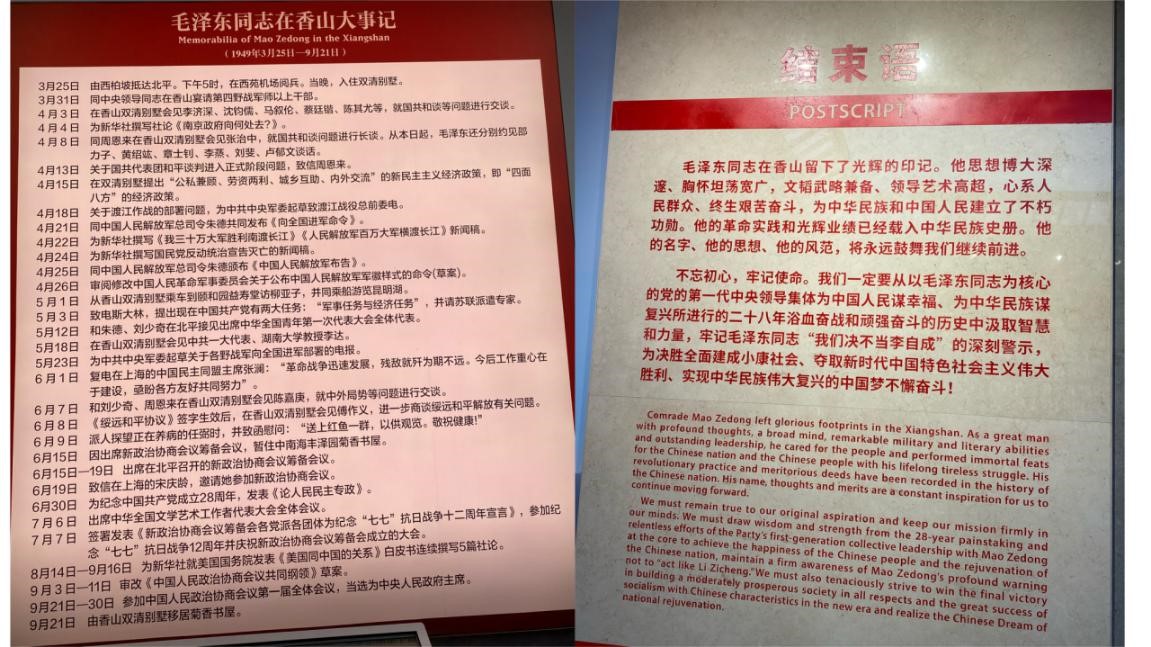 毛泽东同志在香山大事记
Memorabilia of Mao Zedong in the Xiangshan
（1949年3月25日—9月21日）
3月25日 由西柏坡抵达北平。下午5时，在西苑机场阅兵。当晚，入住双清别墅。
3月31日 同中央领导同志在香山宴请第四野战军师以上干部。
4月3日 在香山双清别墅会见李济深、沈钧儒、马叙伦、蔡廷锴、陈其尤等，就国共和谈等问题进行交谈。
4月4日 为新华社撰写社论《南京政府向何处去？》。
4月8日 同周恩来在香山双清别墅会见张治中，就国共和谈问题进行长谈。从本日起，毛泽东还分别约见邵
力子、黄绍竑、章士钊、李蒸、刘斐、卢郁文谈话。
4月13日 关于国共代表团和平谈判进入正式阶段问题，致信周恩来。
4月15日 在双清别墅提出“公私兼顾、劳资两利、城乡互助、内外交流”的新民主主义经济政策，即“四面
八方”的经济政策。
4月18日 关于渡江作战的部署问题，为中共中央军委起草致渡江战役总前委电。
4月21日 同中国人民解放军总司令朱德共同发布《向全国进军命令》。
4月22日 为新华社撰写《我三十万大军胜利南渡长江》《人民解放军百万大军横渡长江》新闻稿。
4月24日 为新华社撰写国民党反动统治宣告灭亡的新闻稿。
4月25日 同中国人民解放军总司令朱德颁布《中国人民解放军布告》。
4月26日 审阅修改中国人民革命军事委员会关于公布中国人民解放军军徽样式的命令(草案)。
5月1日 从香山双清别墅乘车到颐和园益寿堂访柳亚子，并同乘船游览昆明湖。
5月3日 致电斯大林，提出现在中国共产党有两大任务：“军事任务与经济任务”，并请苏联派遣专家。
5月12日 和朱德、刘少奇在北平接见出席中华全国青年第一次代表大会全体代表。
5月18日 在香山双清别墅会见中共一大代表、湖南大学教授李达。
5月23日 为中共中央军委起草关于各野战军向全国进军部署的电报。
6月1日 复电在上海的中国民主同盟主席张澜：“革命战争迅速发展，残敌就歼为期不远。今后工作重心在
于建设，亟盼各方友好共同努力”。
6月7日 和刘少奇、周恩来在香山双清别墅会见陈嘉庚，就中外局势等问题进行交谈。
6月8日 《绥远和平协议》签字生效后，在香山双清别墅会见傅作义，进一步商谈绥远和平解放有关问题。
6月9日 派人探望正在养病的任弼时，并致函慰问：“送上红鱼一群，以供观览。敬祝健康！”
6月15日 因出席新政治协商会议筹备会议，暂住中南海丰泽园菊香书屋。
6月15日—19日 出席在北平召开的新政治协商会议筹备会议。
6月19日 致信在上海的宋庆龄，邀请她参加新政治协商会议。
6月30日 为纪念中国共产党成立28周年，发表《论人民民主专政》。
7月6日 出席中华全国文学艺术工作者代表大会全体会议。
7月7日 签署发表《新政治协商会议筹备会各党派各团体为纪念“七七”抗日战争十二周年宣言》，参加纪
念“七七”抗日战争12周年并庆祝新政治协商会议筹备会成立的大会。
8月14日—9月16日 为新华社就美国国务院发表《美国同中国的关系》白皮书连续撰写5篇社论。
9月3日—11日 审改《中国人民政治协商会议共同纲领》草案。
9月21日—30日 参加中国人民政治协商会议第一届全体会议，当选为中央人民政府主席。
9月21日 由香山双清别墅移居菊香书屋。
结束语
POSTSCRIPT
毛泽东同志在香山留下了光辉的印记。他思想博大深
邃、胸怀坦荡宽广，文韬武略兼备、领导艺术高超，心系人
民群众、终生艰苦奋斗，为中华民族和中国人民建立了不朽
功勋。他的革命实践和光辉业绩已经载入中华民族史册。他
的名字、他的思想、他的风范，将永远鼓舞我们继续前进。
不忘初心，牢记使命。我们一定要从以毛泽东同志为核心
的党的第一代中央领导集体为中国人民谋幸福、为中华民族谋
复兴所进行的二十八年浴血奋战和顽强奋斗的历史中汲取智慧
和力量，牢记毛泽东同志“我们决不当李自成”的深刻警示，
为决胜全面建成小康社会、夺取新时代中国特色社会主义伟大
胜利、实现中华民族伟大复兴的中国梦不懈奋斗！
Comrade Mao Zedong left glorious footprints in the Xiangshan. As a great man
with profound thoughts, a broad mind, remarkable military and literary abilities
and outstanding leadership, he cared for the people and performed immortal feats
for the Chinese nation and the Chinese people with his lifelong tireless struggle. His
revolutionary practice and meritorious deeds have been recorded in the history of
the Chinese nation. His name, thoughts and merits are a constant inspiration for us to
continue moving forward.
We must remain true to our original aspiration and keep our mission firmly in
our minds. We must draw wisdom and strength from the 28-year painstaking and
relentless efforts of the Party's first-generation collective leadership with Mao Zedong
at the core to achieve the happiness of the Chinese people and the rejuvenation of
the Chinese nation, maintain a firm awareness of Mao Zedong's profound warning
not to "act like Li Zicheng."We must also tenaciously strive to win the final victory
in building a moderately prosperous society in all respects and the great success of
socialism with Chinese characteristics in the new era and realize the Chinese Dream of
national rejuvenation.